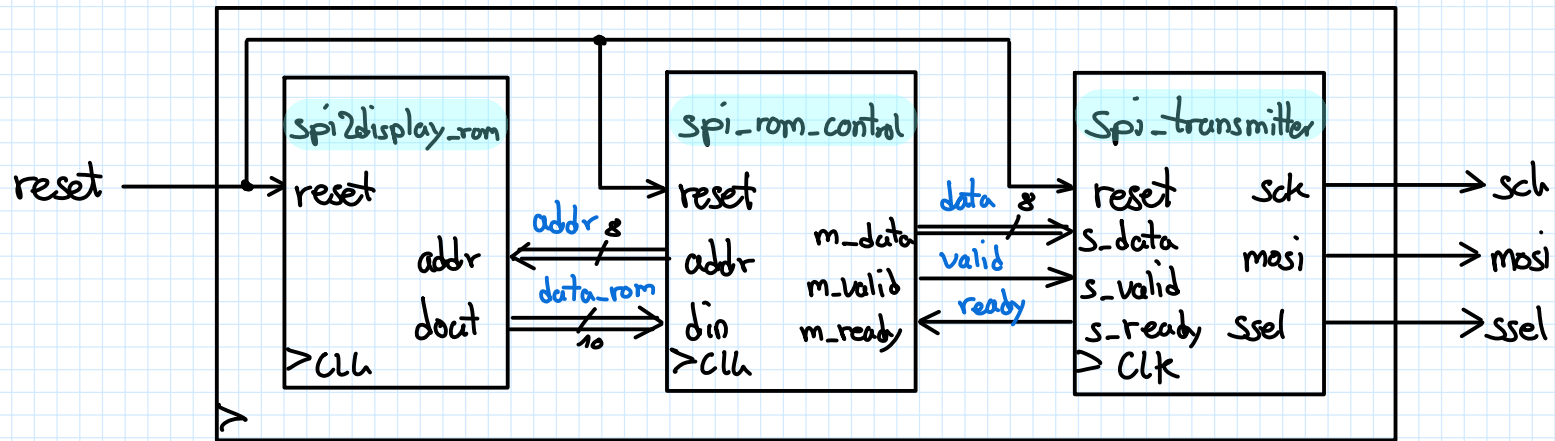 spi2display_rom
spi_rom_control
spi_transmitter
reset
reset
addr
dout
>Clk
addr
8
data_rom
10
reset
addr
din
>Clk
m_data
m_valid
m_ready
data
8
valid
ready
reset
s_data
s_valid
s_ready
> Clk
sck
mosi
ssel
sck
mosi
ssel